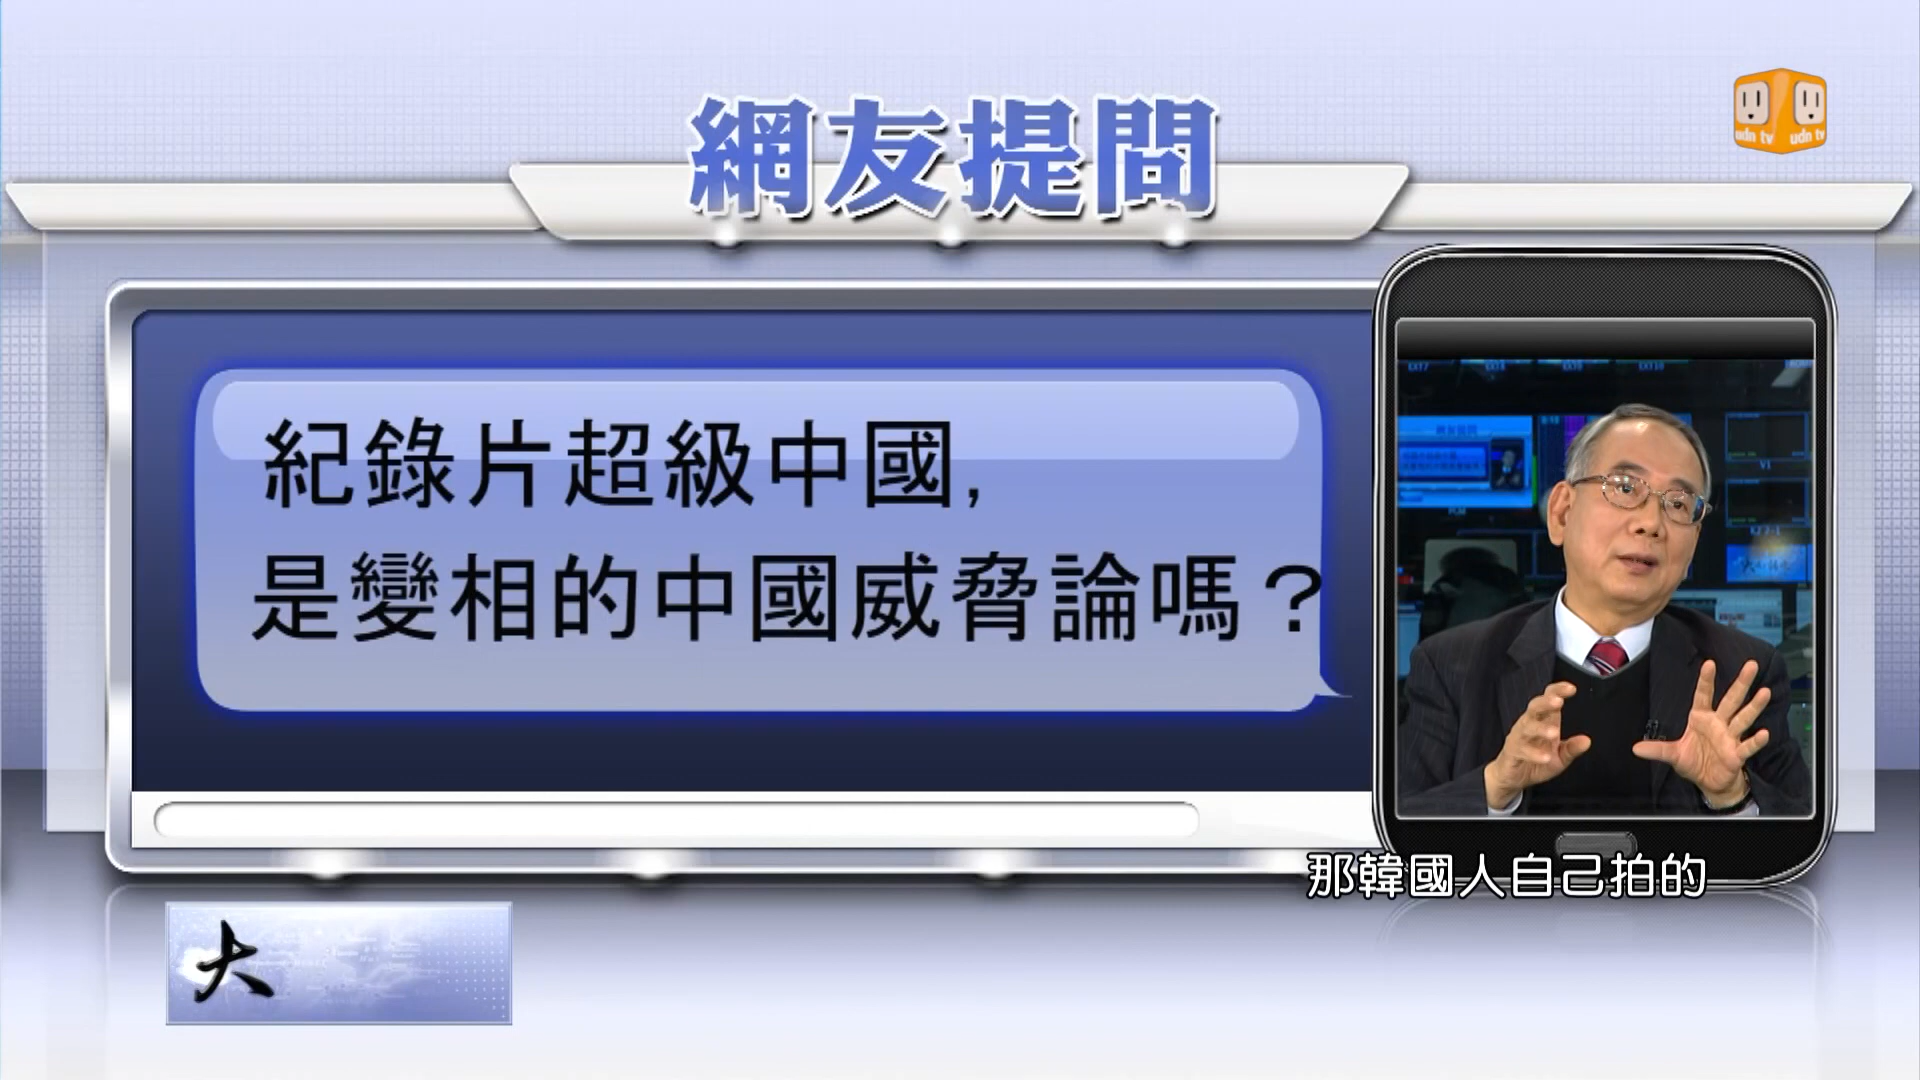 網友提問
udn tv udn tv
紀錄片超級中國,
是變相的中國威脅論嗎？
那韓國人自己拍的
大